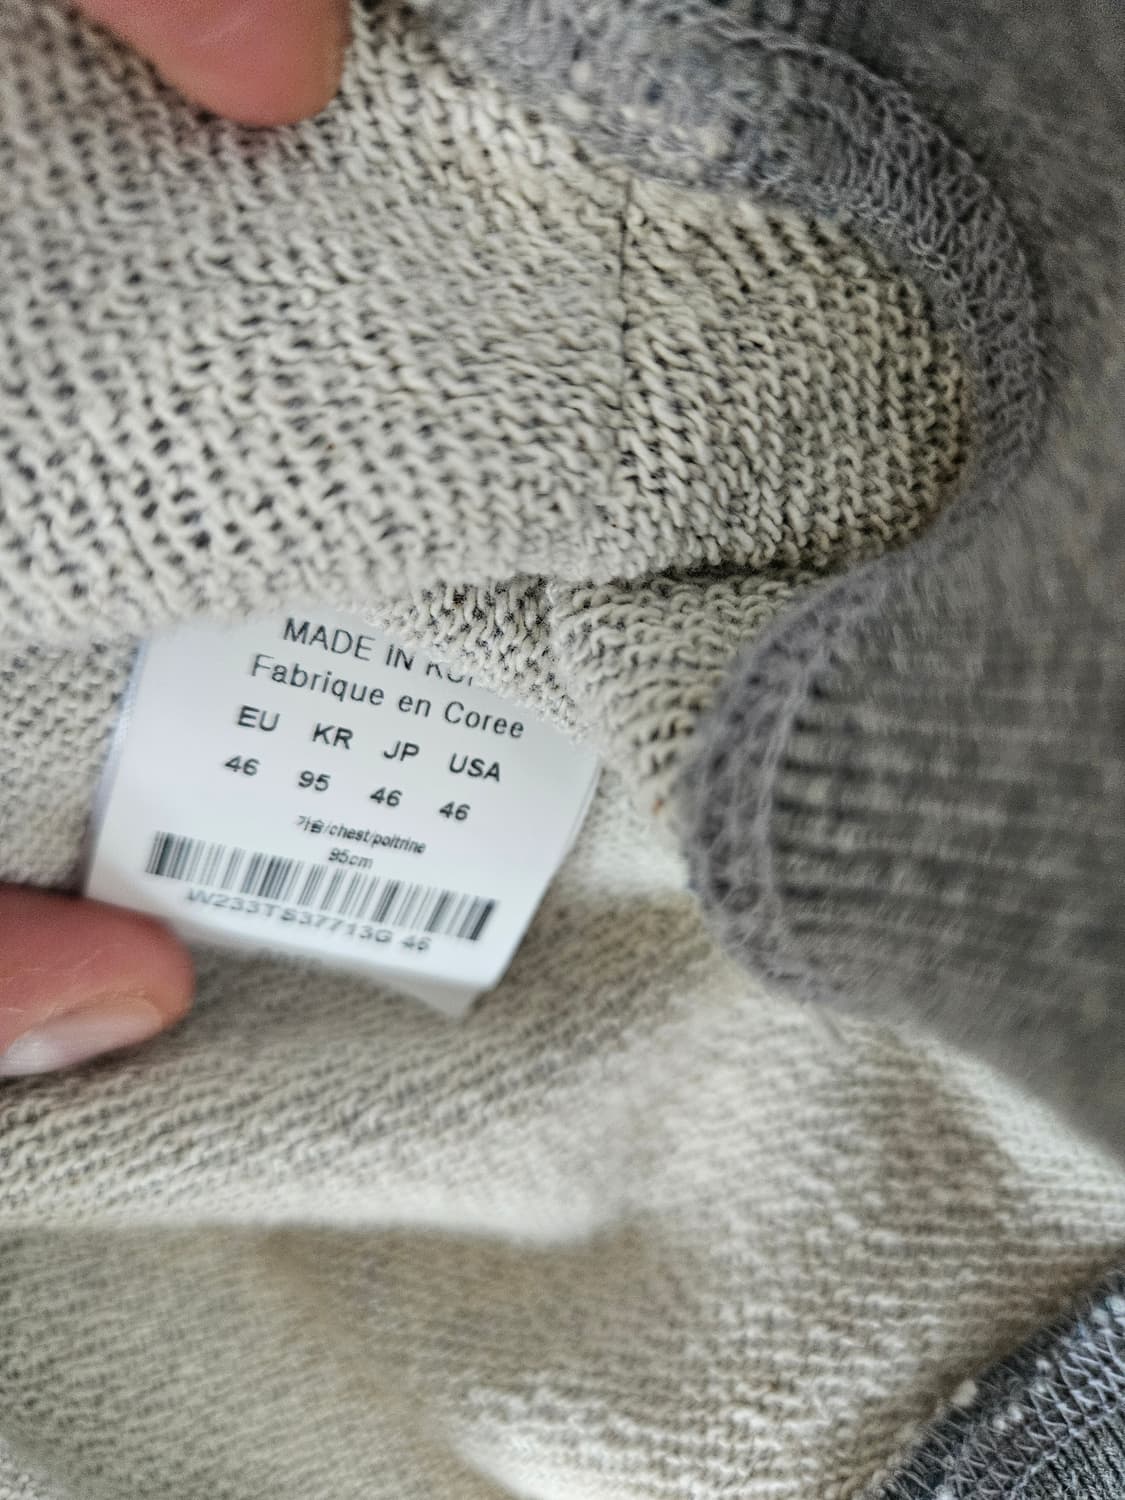 MADE IN
Fabrique en Coree
EU KR JP USA
46 95 46 46
가슴/chest/poitrine
95cm
W233TS37713G 46